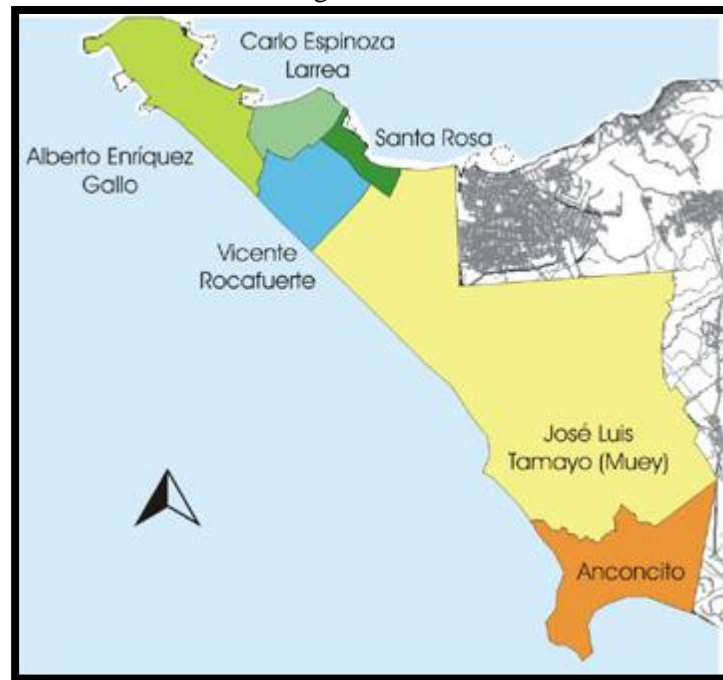 Carlo Espinoza
Larrea
Santa Rosa
Alberto Enríquez
Gallo
Vicente
Rocafuerte
José Luis
Tamayo (Muey)
Anconcito